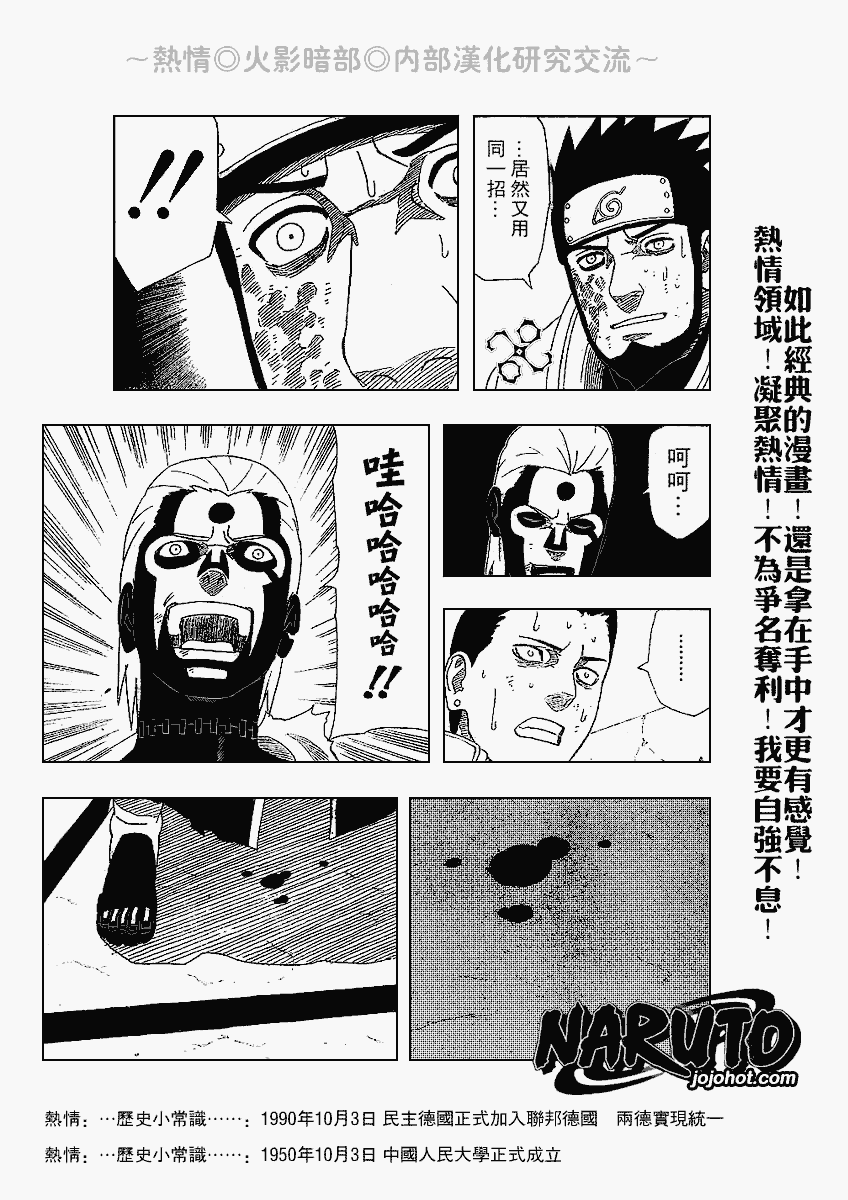 ～熱情◎火影暗部◎内部漢化研究交流～
…居然又用
同一招…
!!
呵呵…
哇哈哈哈哈哈!!
………
如此經典的漫畫！還是拿在手中才更有感覺！
熱情領域！凝聚熱情！不為爭名奪利！我要自強不息！
NARUTO
jojohot.com
熱情：…歷史小常識……：1990年10月3日 民主德國正式加入聯邦德國　兩德實現統一
熱情：…歷史小常識……：1950年10月3日 中國人民大學正式成立